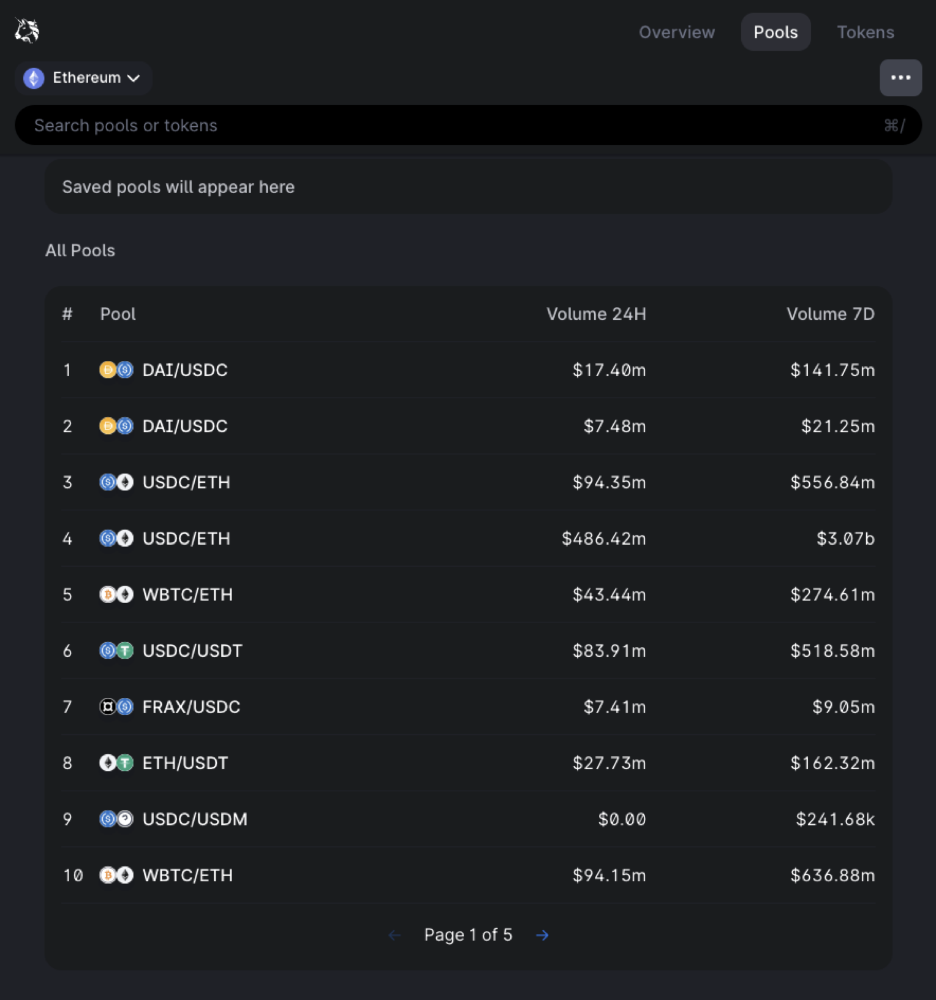 Overview Pools Tokens
Ethereum
Search pools or tokens ⌘/
Saved pools will appear here
All Pools
# Pool Volume 24H Volume 7D
1 DAI/USDC $17.40m $141.75m
2 DAI/USDC $7.48m $21.25m
3 USDC/ETH $94.35m $556.84m
4 USDC/ETH $486.42m $3.07b
5 WBTC/ETH $43.44m $274.61m
6 USDC/USDT $83.91m $518.58m
7 FRAX/USDC $7.41m $9.05m
8 ETH/USDT $27.73m $162.32m
9 USDC/USDM $0.00 $241.68k
10 WBTC/ETH $94.15m $636.88m
← Page 1 of 5 →